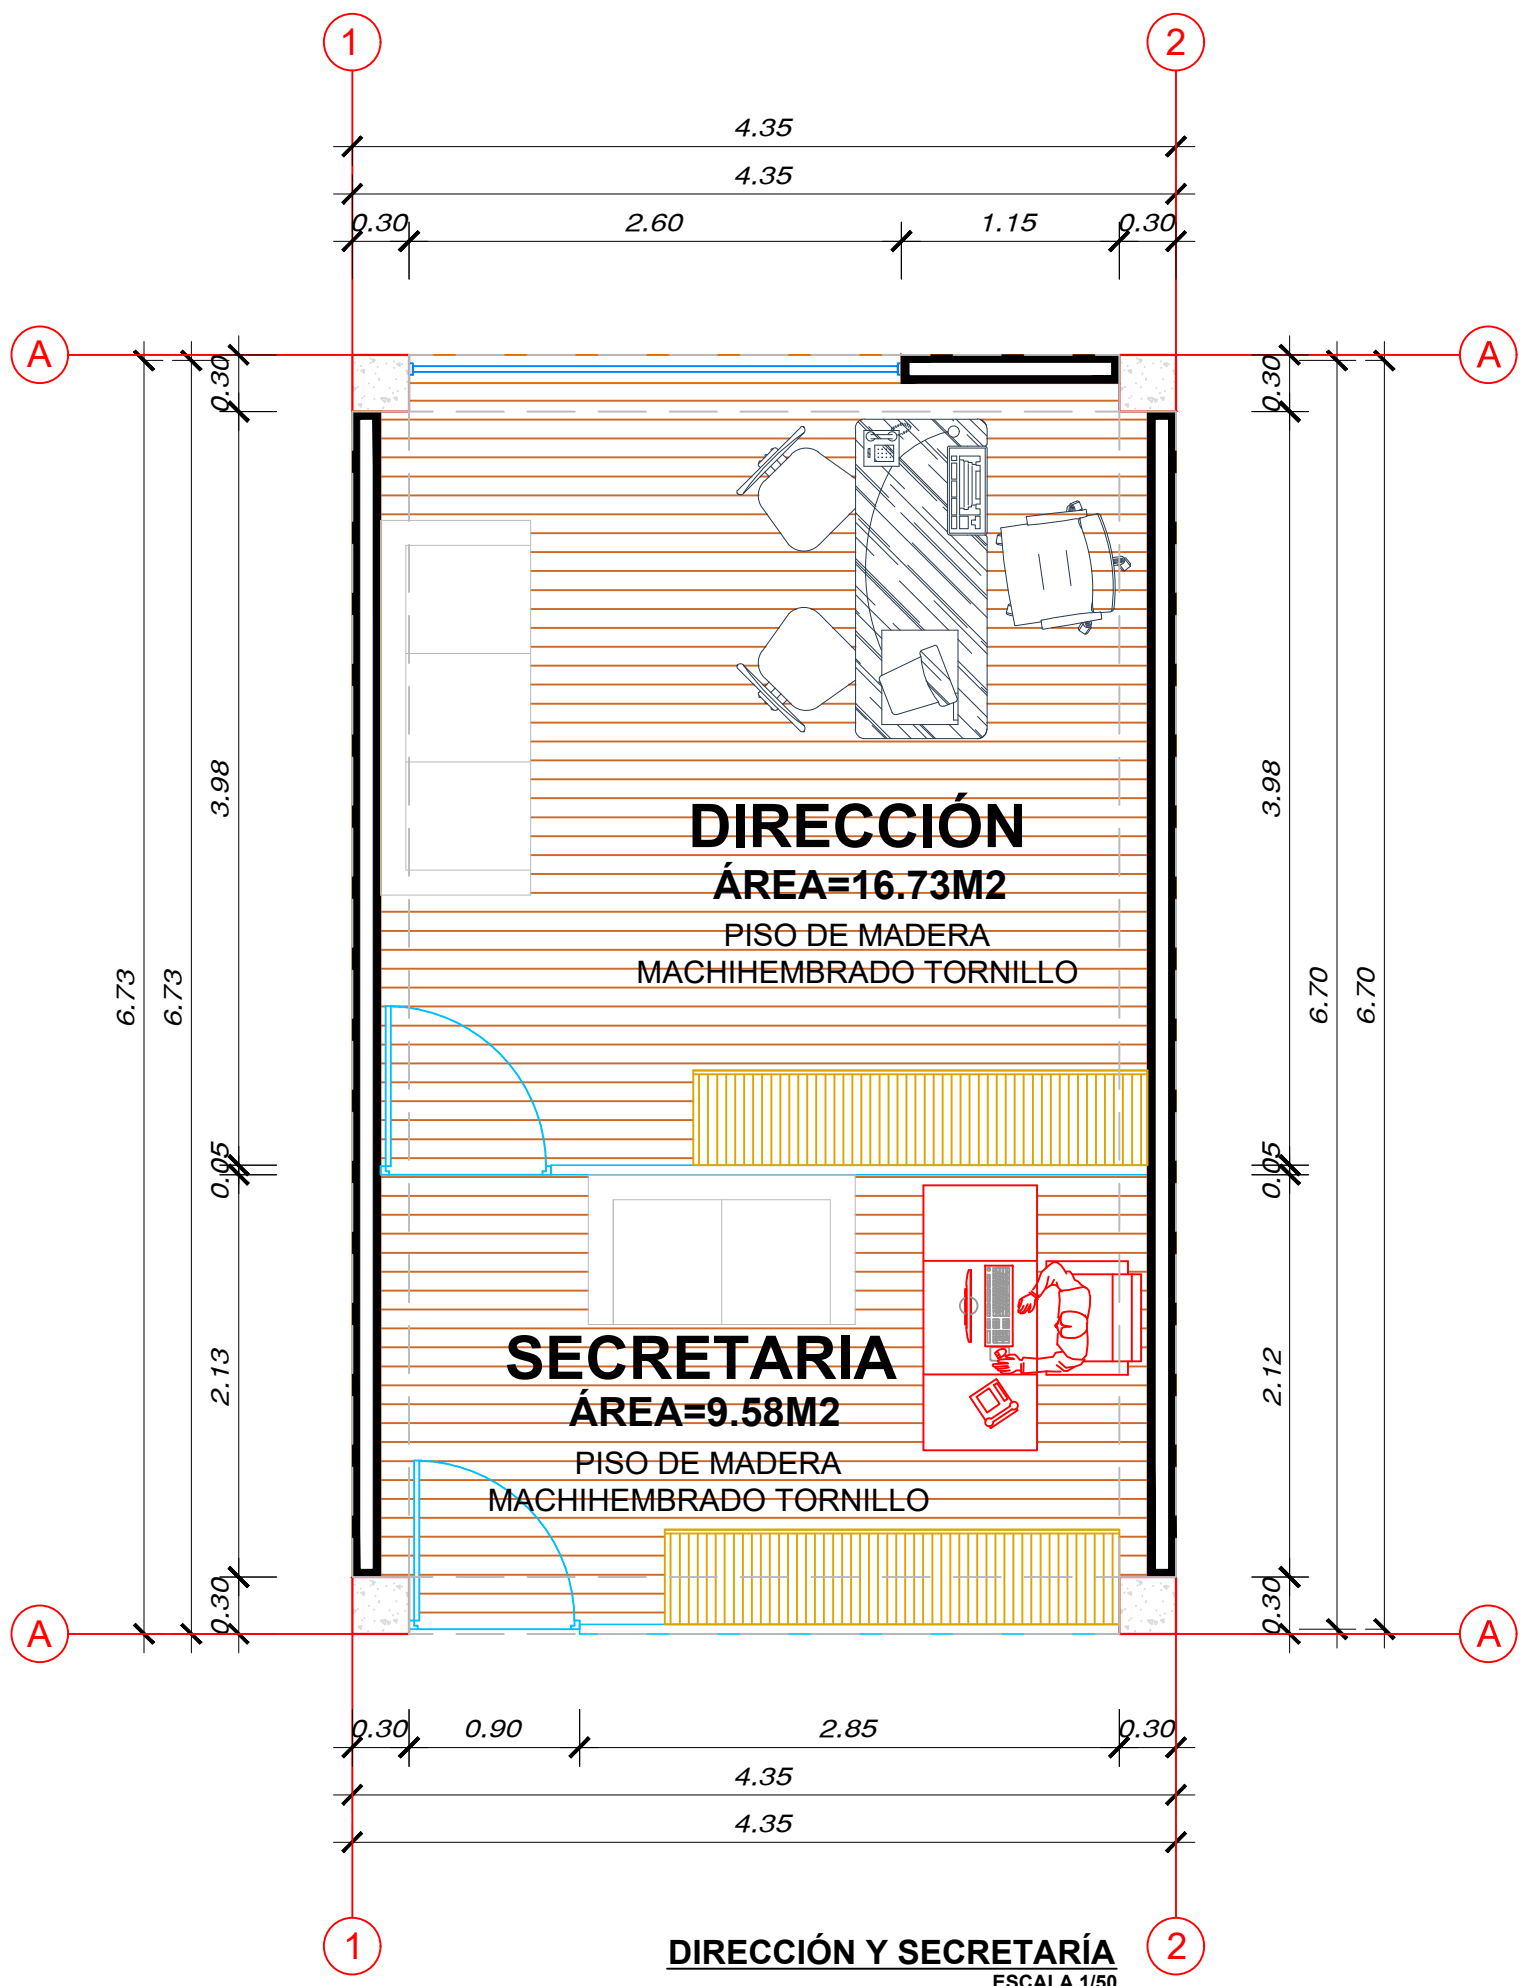 1
2
4.35
4.35
0.30
2.60
1.15
0.30
A
A
0.30
0.30
3.98
3.98
DIRECCIÓN
ÁREA=16.73M2
PISO DE MADERA
MACHIHEMBRADO TORNILLO
6.73
6.73
6.70
6.70
0.05
0.05
SECRETARIA
ÁREA=9.58M2
PISO DE MADERA
MACHIHEMBRADO TORNILLO
2.13
2.12
0.30
0.30
A
A
0.30
0.90
2.85
0.30
4.35
4.35
1
2
DIRECCIÓN Y SECRETARÍA
ESCALA 1/50